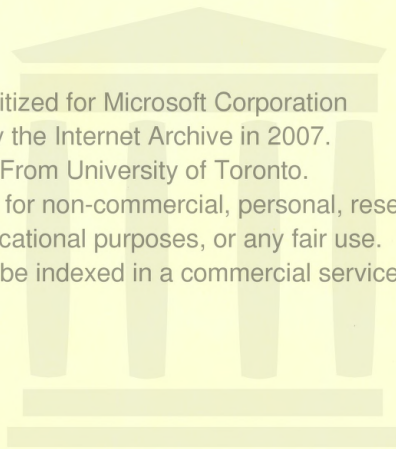 itized for Microsoft Corporation
the Internet Archive in 2007.
From University of Toronto.
for non-commercial, personal, rese
cational purposes, or any fair use.
be indexed in a commercial service